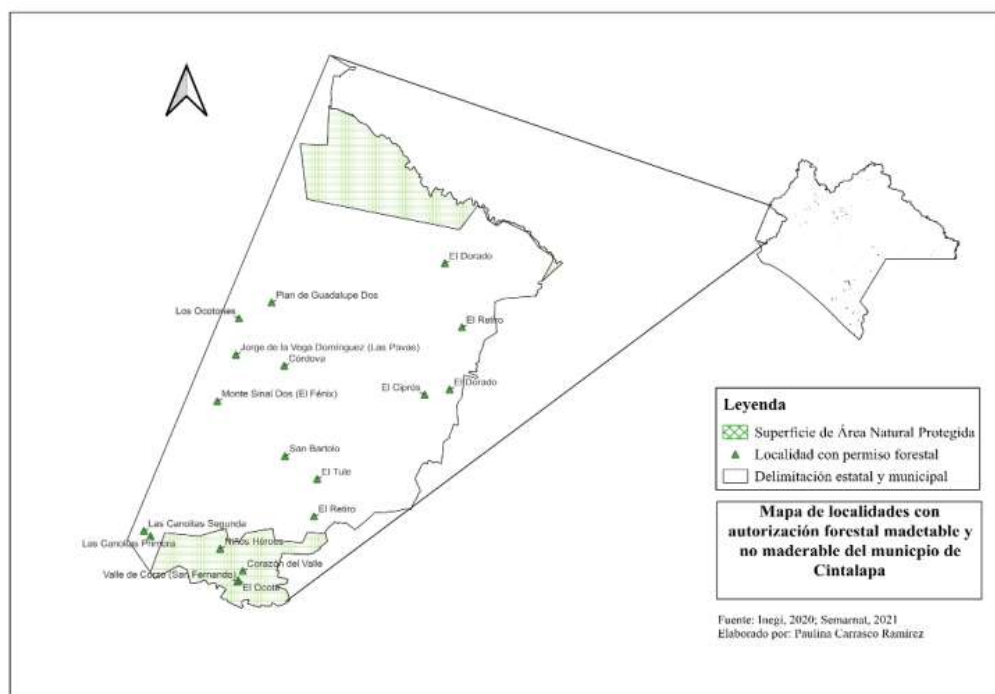 El Dorado
Plan de Guadalupe Dos
Los Ocotones
El Retiro
Jorge de la Vega Domínguez (Las Pavas)
Córdova
El Ciprés
El Dorado
Monte Sinaí Dos (El Fénix)
San Bartolo
El Tule
El Retiro
Las Canoitas Segunda
Las Canoitas Primera
Niños Héroes
Corazón del Valle
Valle de Corzo (San Fernando)
El Ocote
Leyenda
Superficie de Área Natural Protegida
Localidad con permiso forestal
Delimitación estatal y municipal
Mapa de localidades con
autorización forestal madetable y
no maderable del municpio de
Cintalapa
Fuente: Inegi, 2020; Semarnat, 2021
Elaborado por: Paulina Carrasco Ramírez